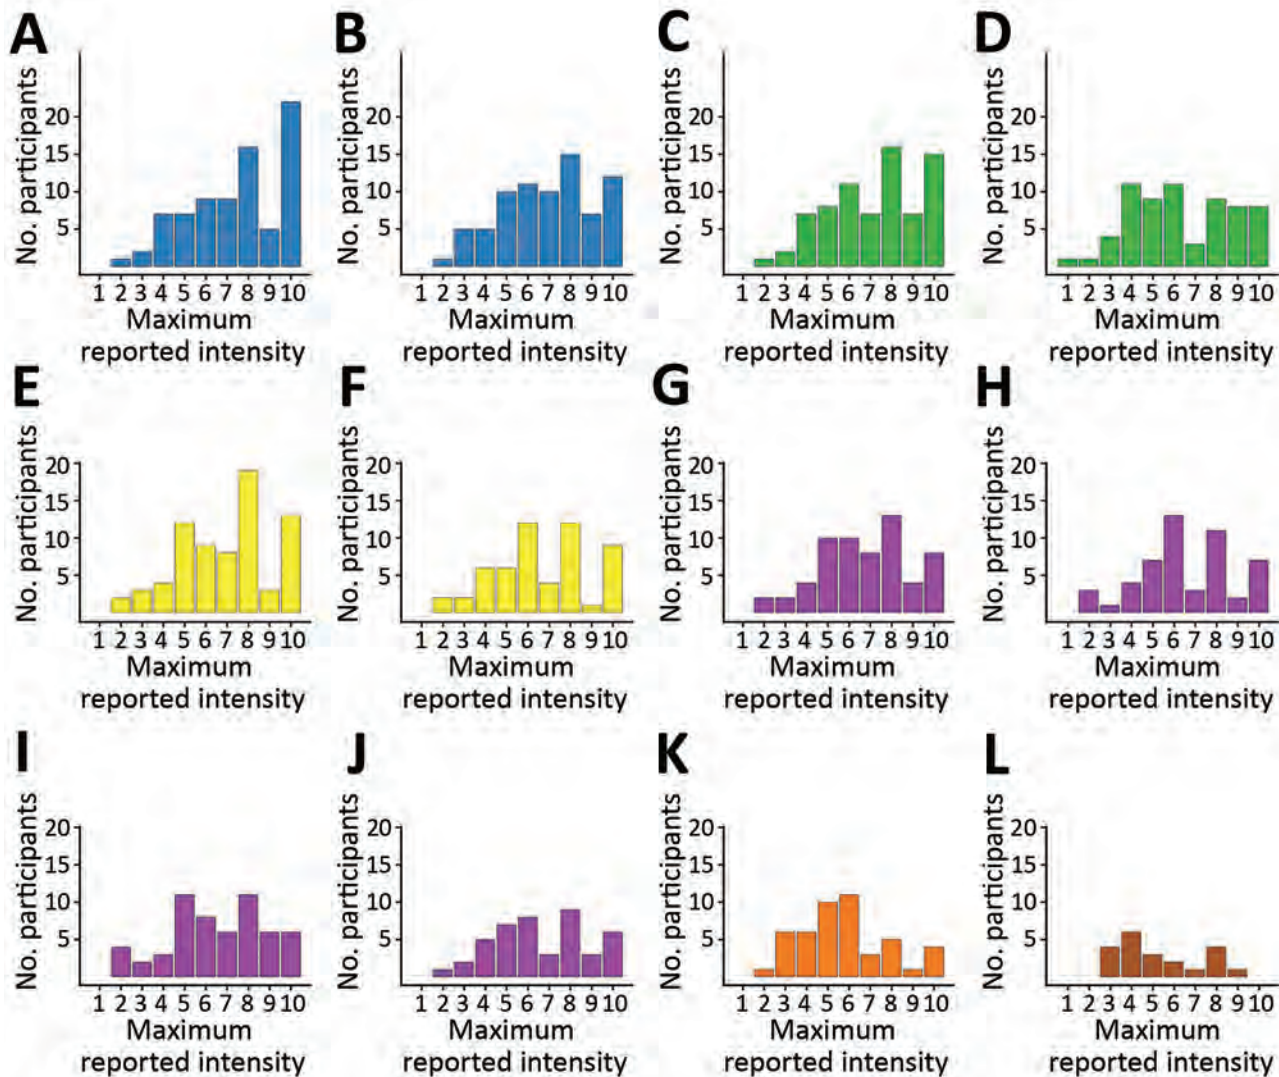 A B C D
No. participants No. participants No. participants No. participants
20 20 20 20
15 15 15 15
10 10 10 10
5 5 5 5
1 2 3 4 5 6 7 8 9 10 1 2 3 4 5 6 7 8 9 10 1 2 3 4 5 6 7 8 9 10 1 2 3 4 5 6 7 8 9 10
Maximum Maximum Maximum Maximum
reported intensity reported intensity reported intensity reported intensity
E F G H
No. participants No. participants No. participants No. participants
20 20 20 20
15 15 15 15
10 10 10 10
5 5 5 5
1 2 3 4 5 6 7 8 9 10 1 2 3 4 5 6 7 8 9 10 1 2 3 4 5 6 7 8 9 10 1 2 3 4 5 6 7 8 9 10
Maximum Maximum Maximum Maximum
reported intensity reported intensity reported intensity reported intensity
I J K L
No. participants No. participants No. participants No. participants
20 20 20 20
15 15 15 15
10 10 10 10
5 5 5 5
1 2 3 4 5 6 7 8 9 10 1 2 3 4 5 6 7 8 9 10 1 2 3 4 5 6 7 8 9 10 1 2 3 4 5 6 7 8 9 10
Maximum Maximum Maximum Maximum
reported intensity reported intensity reported intensity reported intensity